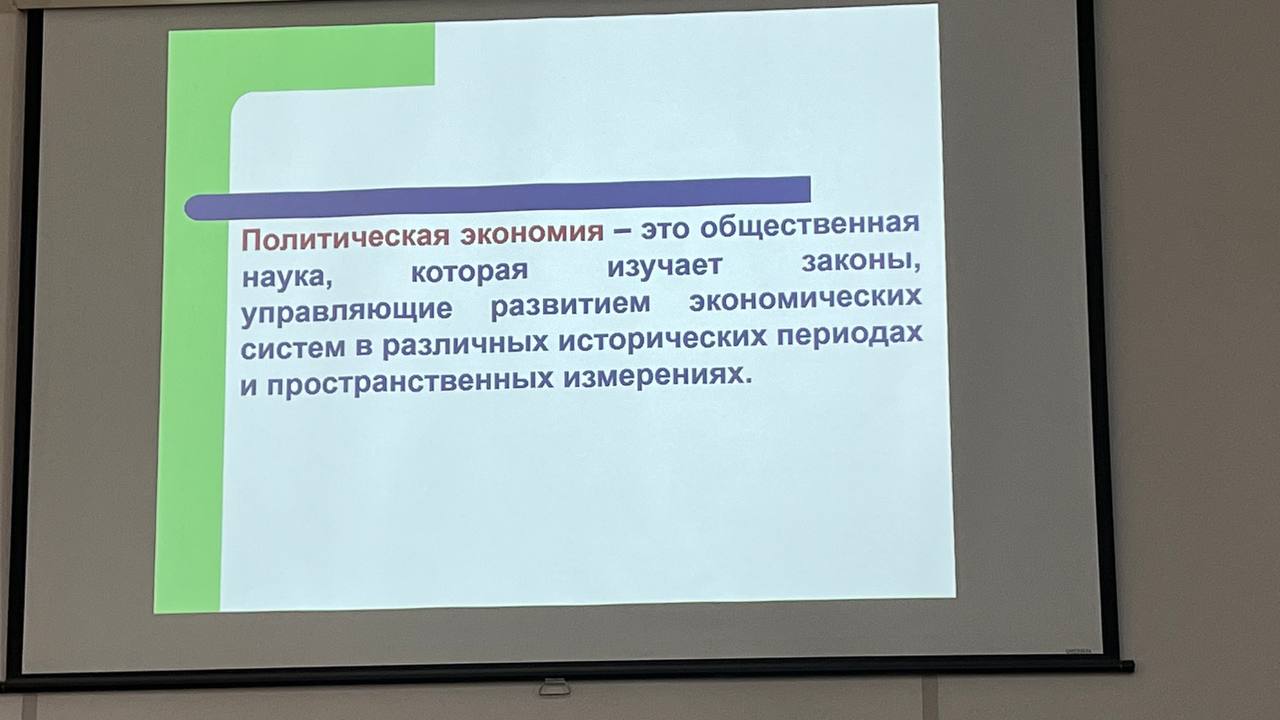 Политическая экономия – это общественная
наука, которая изучает законы,
управляющие развитием экономических
систем в различных исторических периодах
и пространственных измерениях.